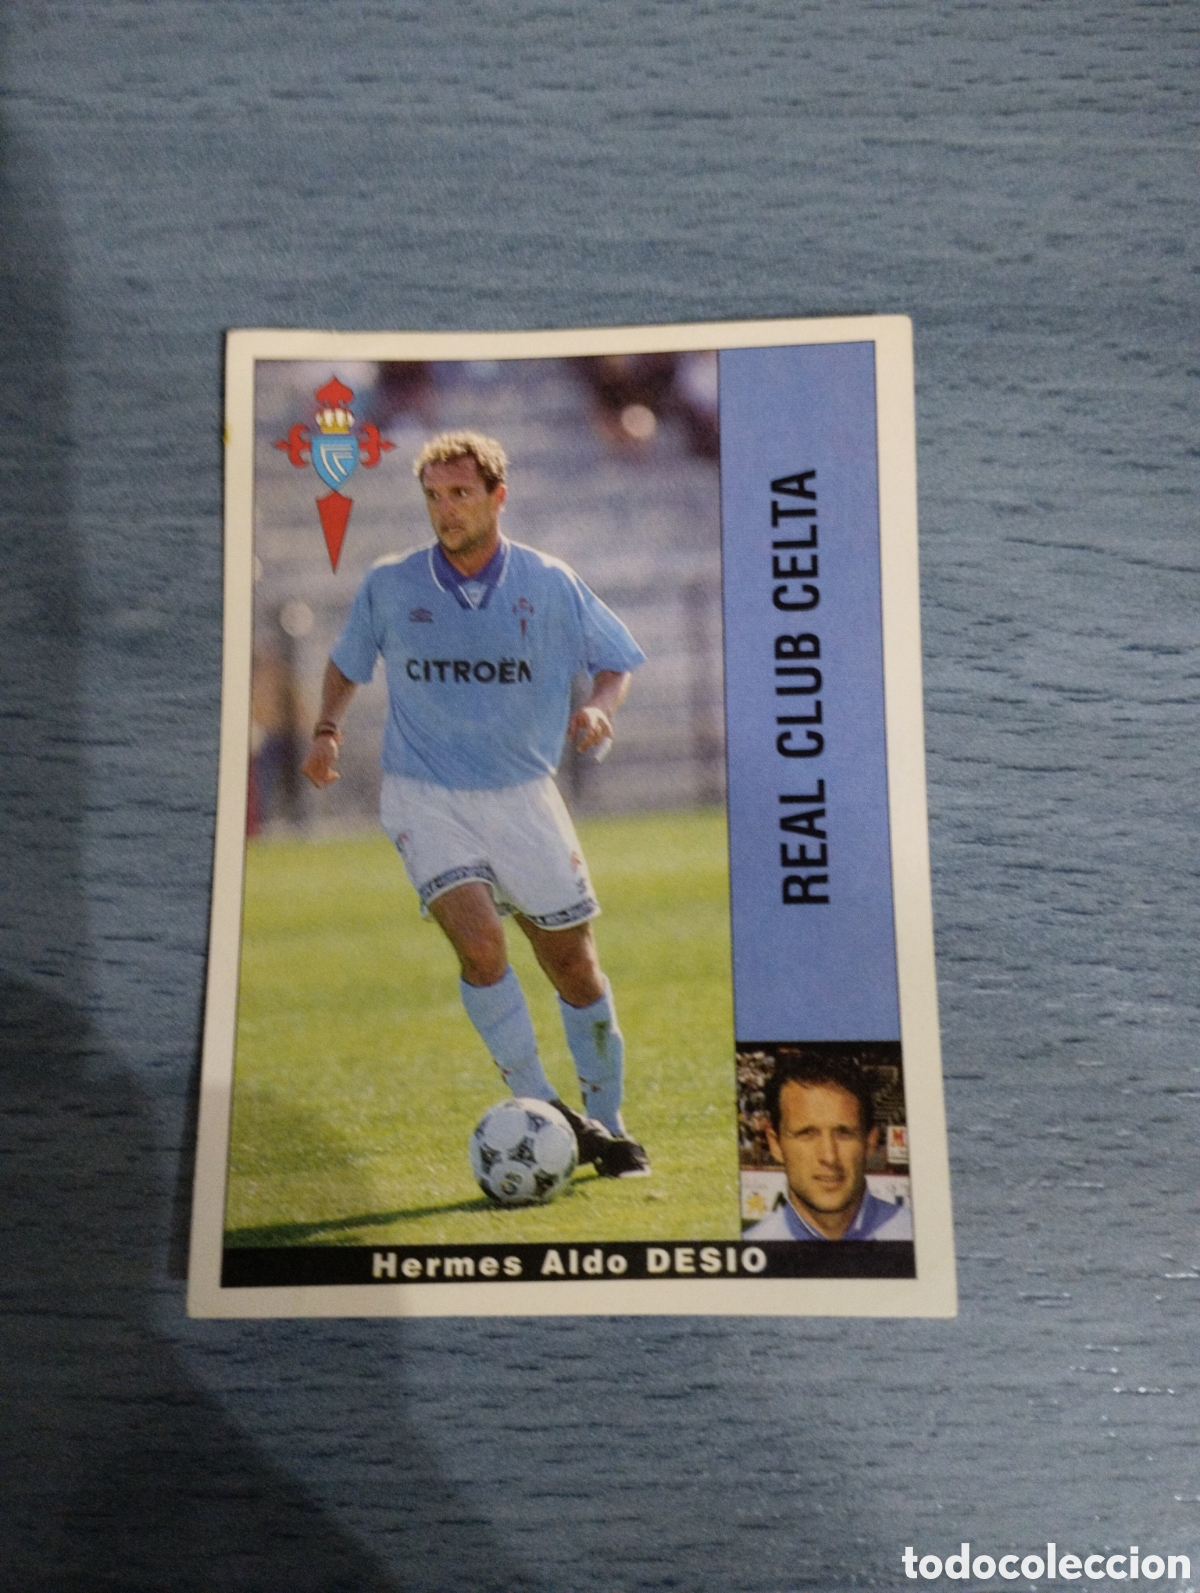 CITROËN
REAL CLUB CELTA
Hermes Aldo DESIO
todocoleccion